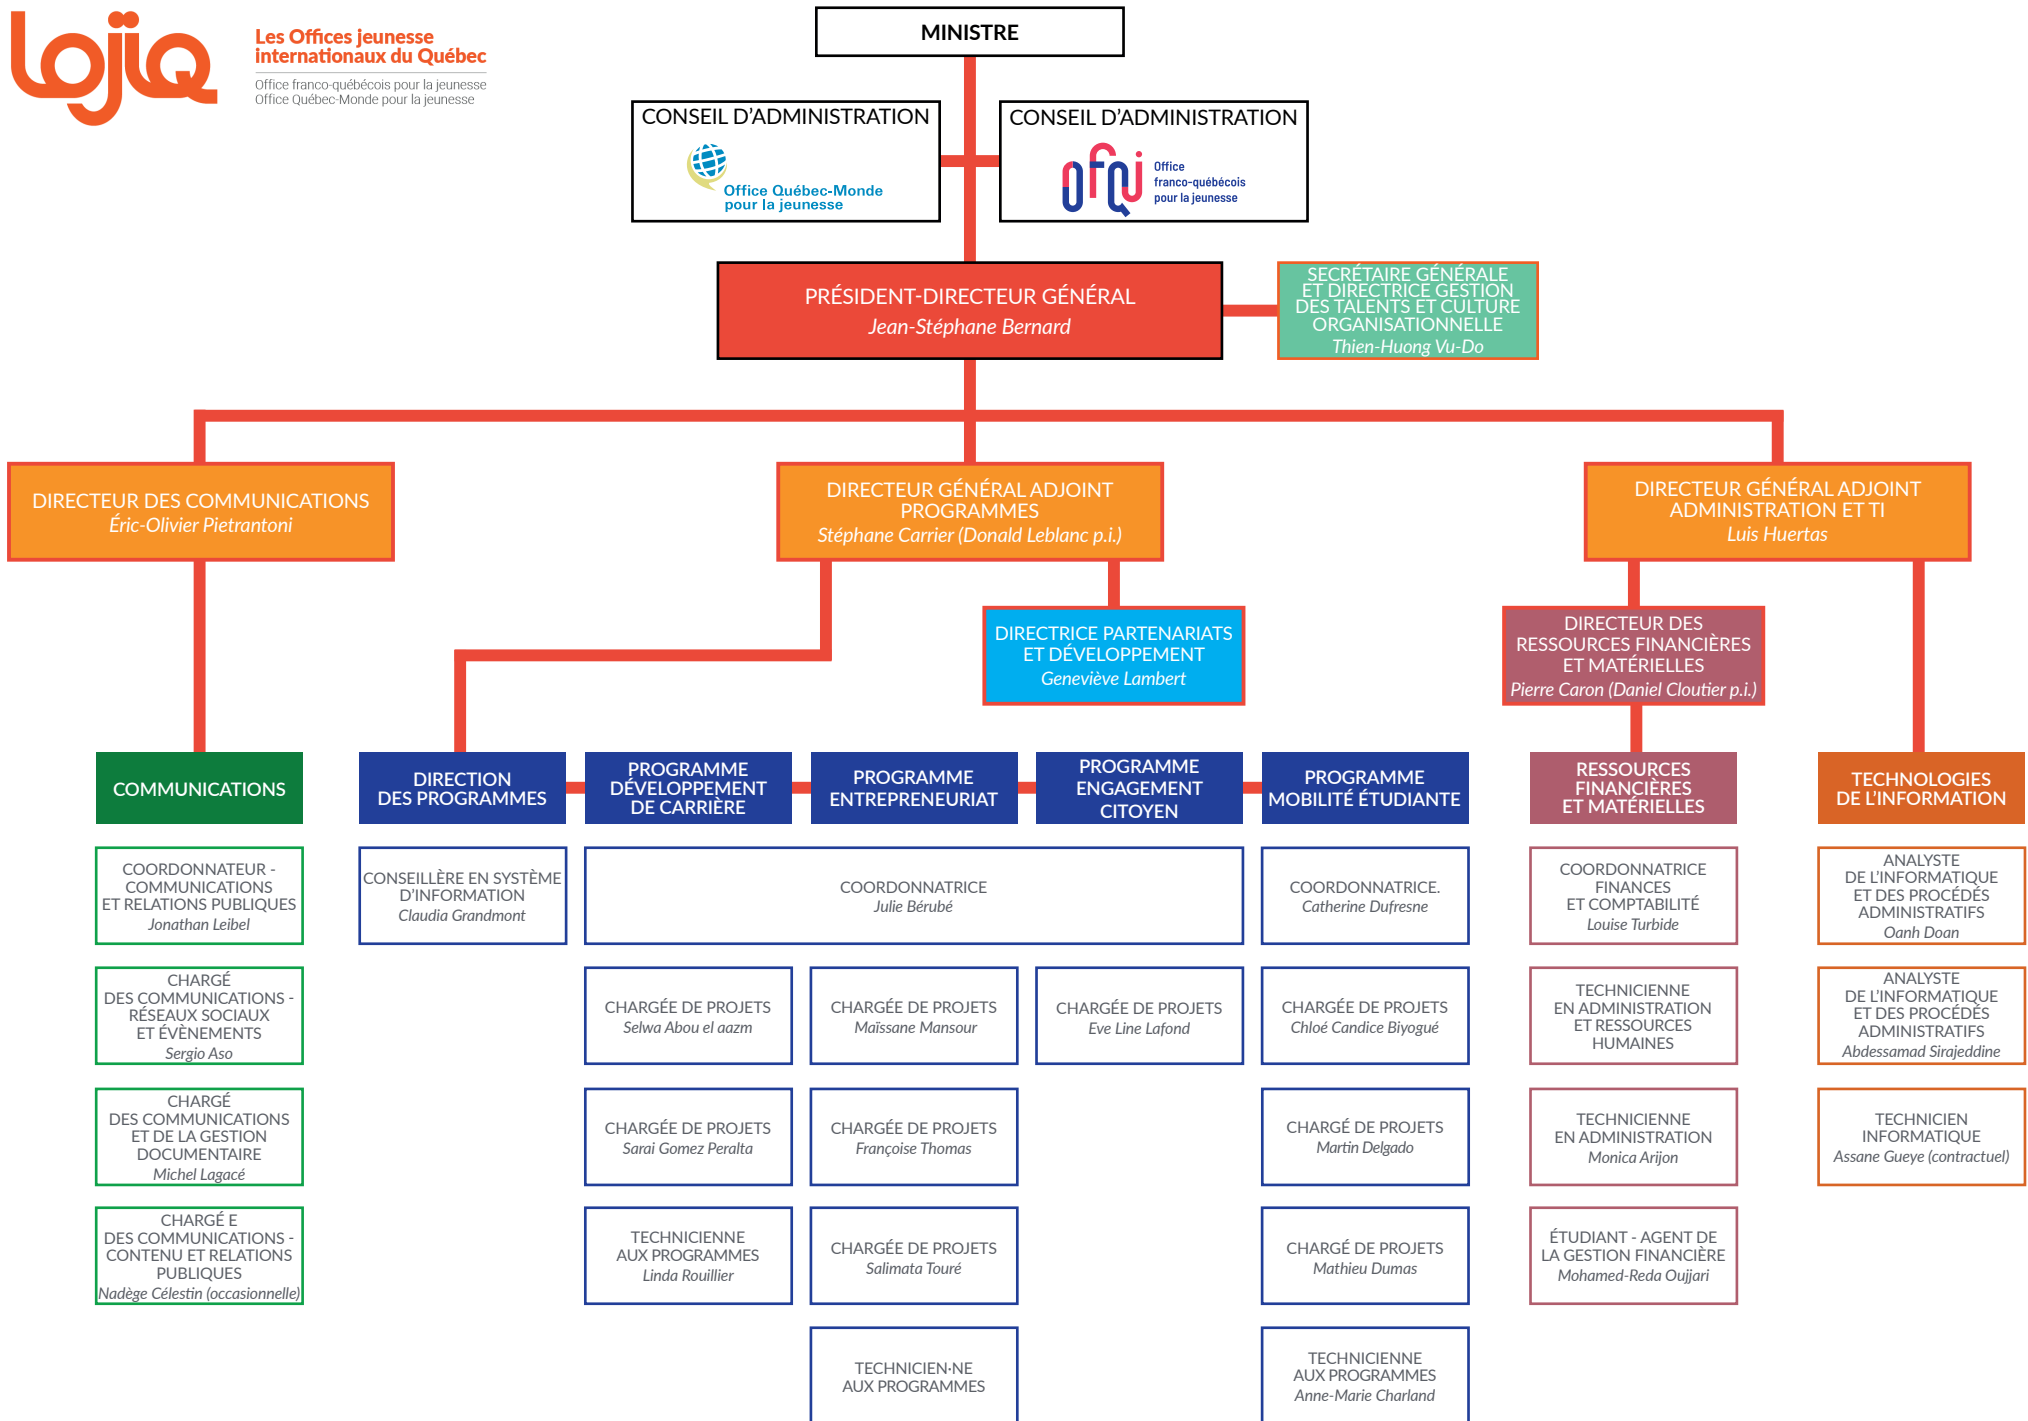 lojiq
Les Offices jeunesse
internationaux du Québec
Office franco-québécois pour la jeunesse
Office Québec-Monde pour la jeunesse
MINISTRE
CONSEIL D'ADMINISTRATION
Office Québec-Monde
pour la jeunesse
CONSEIL D'ADMINISTRATION
ofqj
Office
franco-québécois
pour la jeunesse
PRÉSIDENT-DIRECTEUR GÉNÉRAL
Jean-Stéphane Bernard
SECRÉTAIRE GÉNÉRALE
ET DIRECTRICE GESTION
DES TALENTS ET CULTURE
ORGANISATIONNELLE
Thien-Huong Vu-Do
DIRECTEUR DES COMMUNICATIONS
Éric-Olivier Pietrantoni
DIRECTEUR GÉNÉRAL ADJOINT
PROGRAMMES
Stéphane Carrier (Donald Leblanc p.i.)
DIRECTEUR GÉNÉRAL ADJOINT
ADMINISTRATION ET TI
Luis Huertas
DIRECTRICE PARTENARIATS
ET DÉVELOPPEMENT
Geneviève Lambert
DIRECTEUR DES
RESSOURCES FINANCIÈRES
ET MATÉRIELLES
Pierre Caron (Daniel Cloutier p.i.)
COMMUNICATIONS
DIRECTION
DES PROGRAMMES
PROGRAMME
DÉVELOPPEMENT
DE CARRIÈRE
PROGRAMME
ENTREPRENEURIAT
PROGRAMME
ENGAGEMENT
CITOYEN
PROGRAMME
MOBILITÉ ÉTUDIANTE
RESSOURCES
FINANCIÈRES
ET MATÉRIELLES
TECHNOLOGIES
DE L'INFORMATION
COORDONNATEUR -
COMMUNICATIONS
ET RELATIONS PUBLIQUES
Jonathan Leibel
CONSEILLÈRE EN SYSTÈME
D'INFORMATION
Claudia Grandmont
COORDONNATRICE
Julie Bérubé
COORDONNATRICE.
Catherine Dufresne
COORDONNATRICE
FINANCES
ET COMPTABILITÉ
Louise Turbide
ANALYSTE
DE L'INFORMATIQUE
ET DES PROCÉDÉS
ADMINISTRATIFS
Oanh Doan
CHARGÉ
DES COMMUNICATIONS -
RÉSEAUX SOCIAUX
ET ÉVÈNEMENTS
Sergio Aso
CHARGÉE DE PROJETS
Selwa Abou el aazm
CHARGÉE DE PROJETS
Maïssane Mansour
CHARGÉE DE PROJETS
Eve Line Lafond
CHARGÉE DE PROJETS
Chloé Candice Biyogué
TECHNICIENNE
EN ADMINISTRATION
ET RESSOURCES
HUMAINES
ANALYSTE
DE L'INFORMATIQUE
ET DES PROCÉDÉS
ADMINISTRATIFS
Abdessamad Sirajeddine
CHARGÉ
DES COMMUNICATIONS
ET DE LA GESTION
DOCUMENTAIRE
Michel Lagacé
CHARGÉE DE PROJETS
Sarai Gomez Peralta
CHARGÉE DE PROJETS
Françoise Thomas
CHARGÉ DE PROJETS
Martin Delgado
TECHNICIENNE
EN ADMINISTRATION
Monica Arijon
TECHNICIEN
INFORMATIQUE
Assane Gueye (contractuel)
CHARGÉ E
DES COMMUNICATIONS -
CONTENU ET RELATIONS
PUBLIQUES
Nadège Célestin (occasionnelle)
TECHNICIENNE
AUX PROGRAMMES
Linda Rouillier
CHARGÉE DE PROJETS
Salimata Touré
CHARGÉ DE PROJETS
Mathieu Dumas
ÉTUDIANT - AGENT DE
LA GESTION FINANCIÈRE
Mohamed-Reda Oujjari
TECHNICIEN·NE
AUX PROGRAMMES
TECHNICIENNE
AUX PROGRAMMES
Anne-Marie Charland